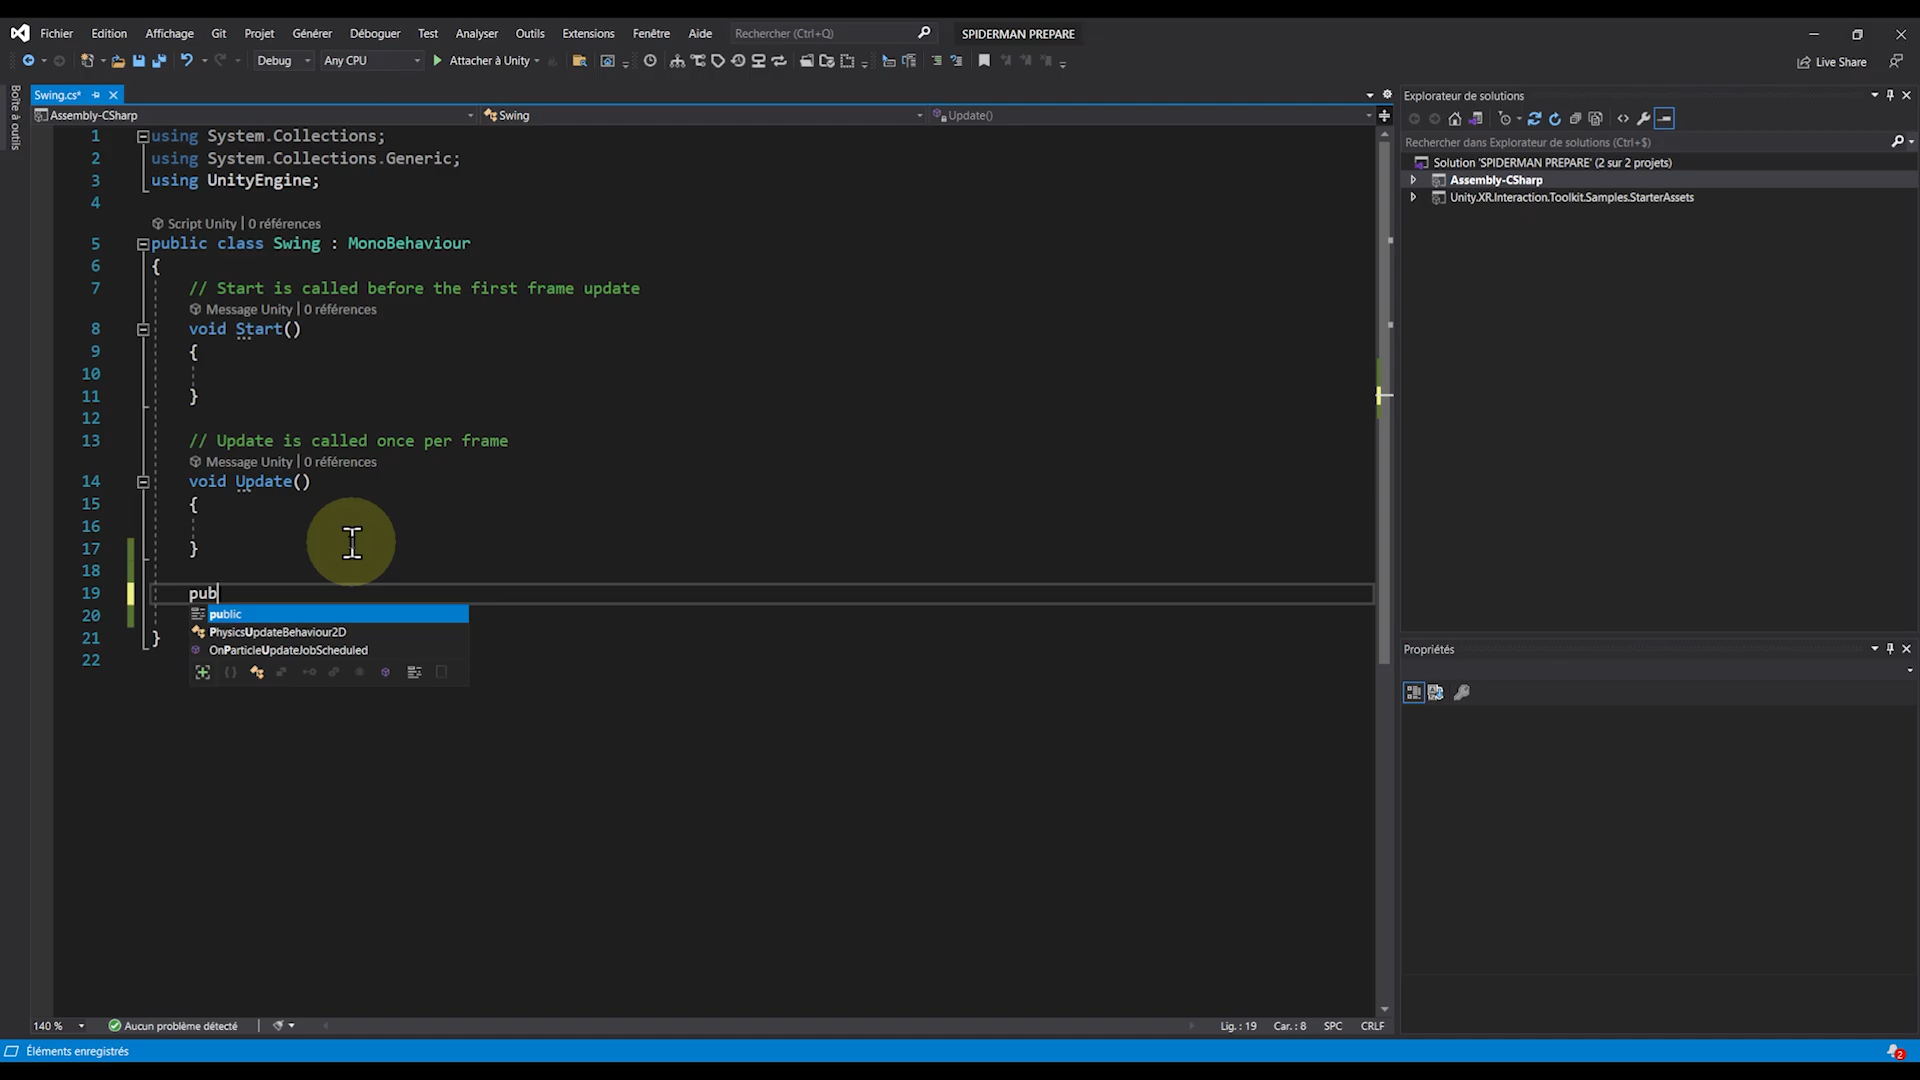 Fichier Edition Affichage Git Projet Générer Déboguer Test Analyser Outils Extensions Fenêtre Aide Rechercher (Ctrl+Q) SPIDERMAN PREPARE
Debug Any CPU Attacher à Unity Live Share
Boîte à outils
Swing.cs*
Assembly-CSharp Swing Update()
1 using System.Collections;
2 using System.Collections.Generic;
3 using UnityEngine;
4
Script Unity | 0 références
5 public class Swing : MonoBehaviour
6 {
7 // Start is called before the first frame update
Message Unity | 0 références
8 void Start()
9 {
10
11 }
12
13 // Update is called once per frame
Message Unity | 0 références
14 void Update()
15 {
16
17 }
18
19 pub
20
21 }
22
public
PhysicsUpdateBehaviour2D
OnParticleUpdateJobScheduled
Explorateur de solutions
Rechercher dans Explorateur de solutions (Ctrl+$)
Solution 'SPIDERMAN PREPARE' (2 sur 2 projets)
Assembly-CSharp
Unity.XR.Interaction.Toolkit.Samples.StarterAssets
Propriétés
140 % Aucun problème détecté Lig. : 19 Car. : 8 SPC CRLF
Éléments enregistrés 2